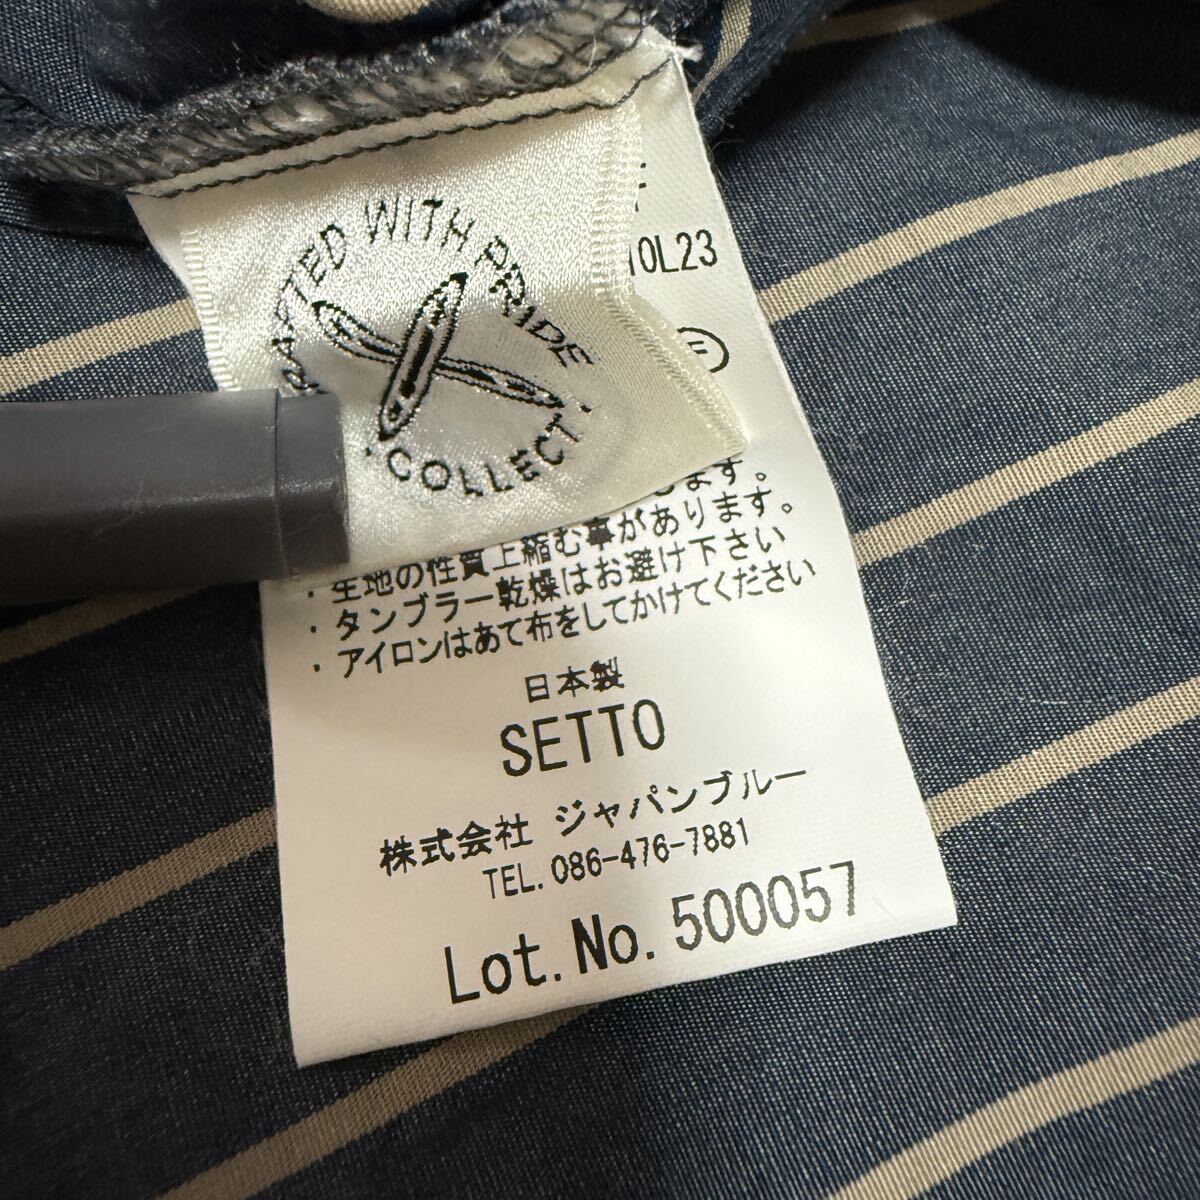 WITH PRIDE
COLLECT
10L23
ます。
・生地の性質上縮む事があります。
・タンブラー乾燥はお避け下さい
・アイロンはあて布をしてかけてください
日本製
SETTO
株式会社 ジャパンブルー
TEL. 086-476-7881
Lot. No. 500057